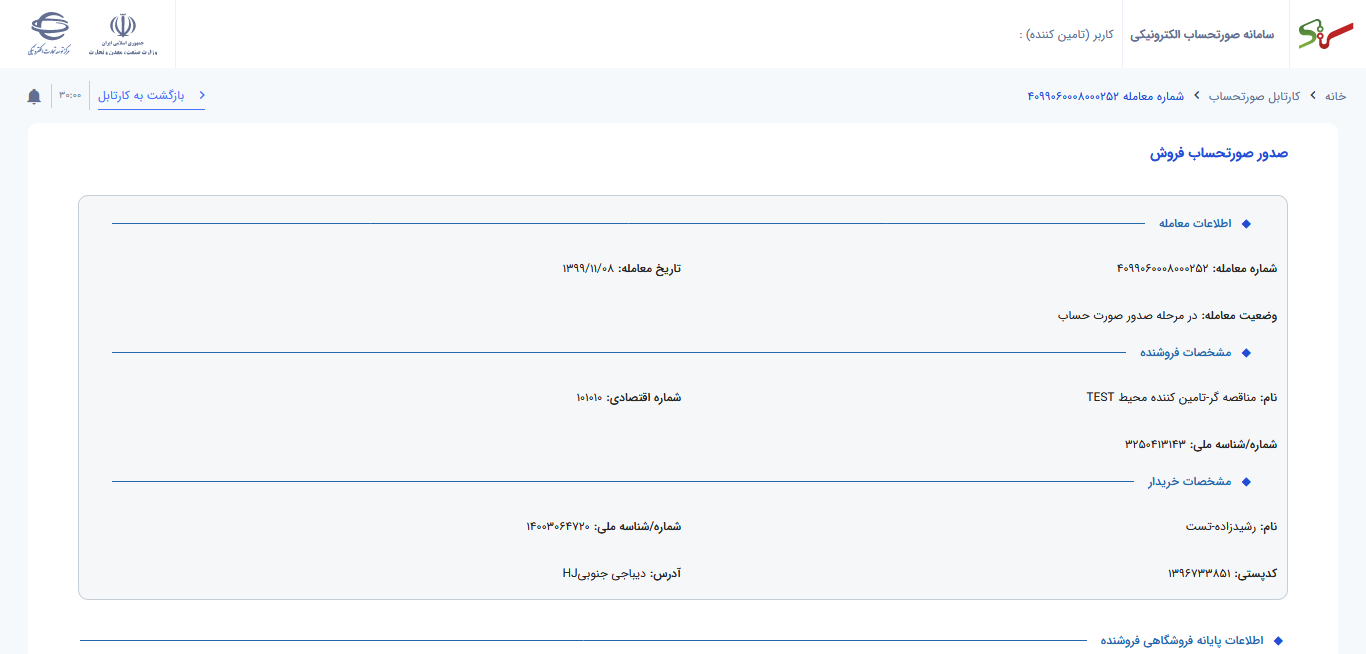 سامانه صورتحساب الکترونیکی
کاربر (تامین کننده) :
جمهوری اسلامی ایران
وزارت صنعت، معدن و تجارت
مرکز توسعه تجارت الکترونیکی
خانه › کارتابل صورتحساب › شماره معامله ۴۰۹۹۰۶۰۰۰۸۰۰۰۲۵۲
بازگشت به کارتابل
۳۰:۰۰
صدور صورتحساب فروش
اطلاعات معامله
شماره معامله: ۴۰۹۹۰۶۰۰۰۸۰۰۰۲۵۲ تاریخ معامله: ۱۳۹۹/۱۱/۰۸
وضعیت معامله: در مرحله صدور صورت حساب
مشخصات فروشنده
نام: مناقصه گر-تامین کننده محیط TEST شماره اقتصادی: ۱۰۱۰۱۰
شماره/شناسه ملی: ۳۲۵۰۴۱۳۱۴۳
مشخصات خریدار
نام: رشیدزاده-تست شماره/شناسه ملی: ۱۴۰۰۳۰۶۴۷۲۰
کدپستی: ۱۳۹۶۷۳۳۸۵۱ آدرس: دیباجی جنوبیHJ
اطلاعات پایانه فروشگاهی فروشنده